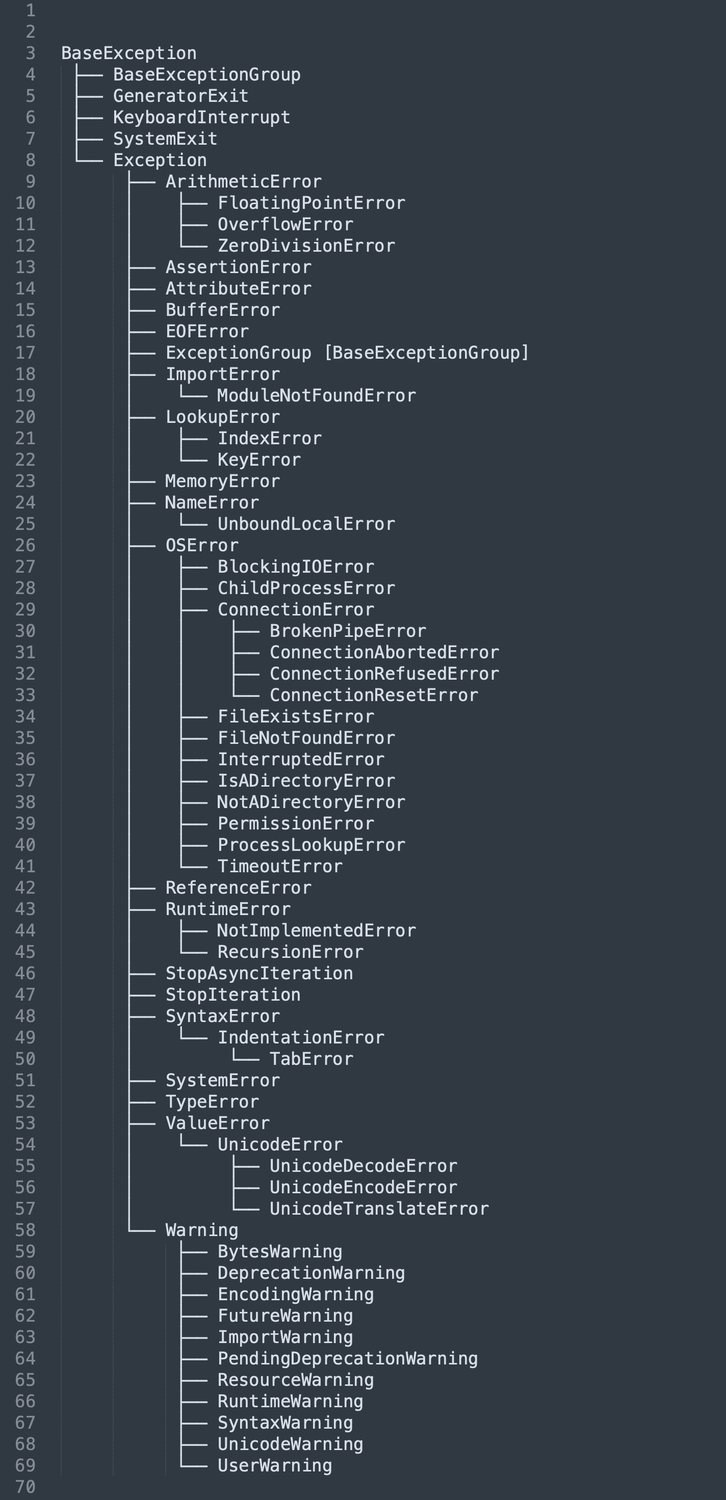 1
2
3 BaseException
4 ├── BaseExceptionGroup
5 ├── GeneratorExit
6 ├── KeyboardInterrupt
7 ├── SystemExit
8 └── Exception
9 ├── ArithmeticError
10 │ ├── FloatingPointError
11 │ ├── OverflowError
12 │ └── ZeroDivisionError
13 ├── AssertionError
14 ├── AttributeError
15 ├── BufferError
16 ├── EOFError
17 ├── ExceptionGroup [BaseExceptionGroup]
18 ├── ImportError
19 │ └── ModuleNotFoundError
20 ├── LookupError
21 │ ├── IndexError
22 │ └── KeyError
23 ├── MemoryError
24 ├── NameError
25 │ └── UnboundLocalError
26 ├── OSError
27 │ ├── BlockingIOError
28 │ ├── ChildProcessError
29 │ ├── ConnectionError
30 │ │ ├── BrokenPipeError
31 │ │ ├── ConnectionAbortedError
32 │ │ ├── ConnectionRefusedError
33 │ │ └── ConnectionResetError
34 │ ├── FileExistsError
35 │ ├── FileNotFoundError
36 │ ├── InterruptedError
37 │ ├── IsADirectoryError
38 │ ├── NotADirectoryError
39 │ ├── PermissionError
40 │ ├── ProcessLookupError
41 │ └── TimeoutError
42 ├── ReferenceError
43 ├── RuntimeError
44 │ ├── NotImplementedError
45 │ └── RecursionError
46 ├── StopAsyncIteration
47 ├── StopIteration
48 ├── SyntaxError
49 │ └── IndentationError
50 │ └── TabError
51 ├── SystemError
52 ├── TypeError
53 ├── ValueError
54 │ └── UnicodeError
55 │ ├── UnicodeDecodeError
56 │ ├── UnicodeEncodeError
57 │ └── UnicodeTranslateError
58 └── Warning
59 ├── BytesWarning
60 ├── DeprecationWarning
61 ├── EncodingWarning
62 ├── FutureWarning
63 ├── ImportWarning
64 ├── PendingDeprecationWarning
65 ├── ResourceWarning
66 ├── RuntimeWarning
67 ├── SyntaxWarning
68 ├── UnicodeWarning
69 └── UserWarning
70